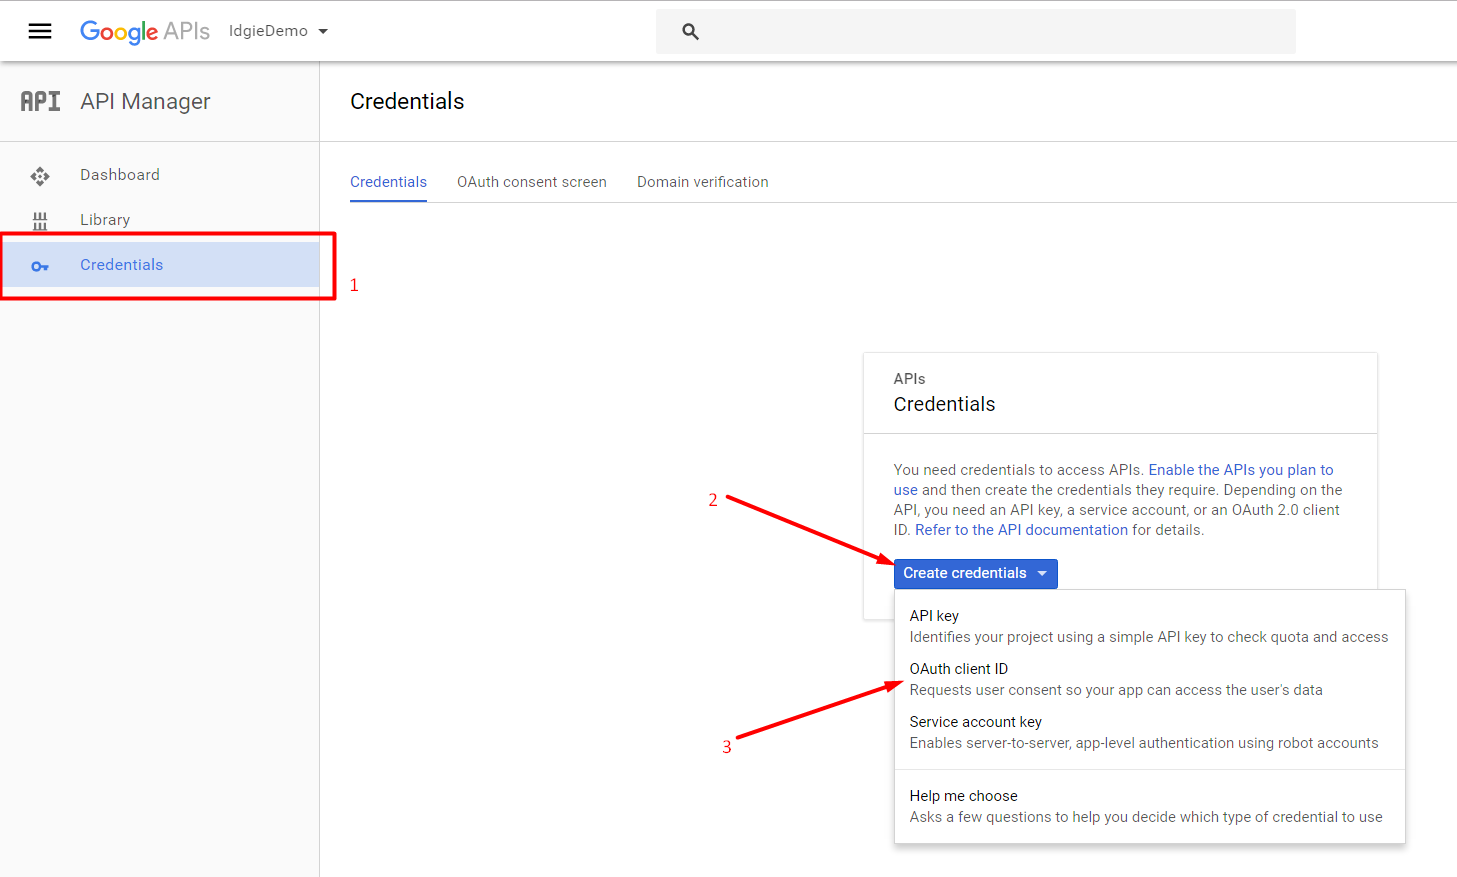 Google APIs IdgieDemo
API API Manager
Credentials
Dashboard
Library
Credentials
1
Credentials OAuth consent screen Domain verification
APIs
Credentials
You need credentials to access APIs. Enable the APIs you plan to
use and then create the credentials they require. Depending on the
API, you need an API key, a service account, or an OAuth 2.0 client
ID. Refer to the API documentation for details.
2
Create credentials
API key
Identifies your project using a simple API key to check quota and access
OAuth client ID
Requests user consent so your app can access the user's data
3
Service account key
Enables server-to-server, app-level authentication using robot accounts
Help me choose
Asks a few questions to help you decide which type of credential to use